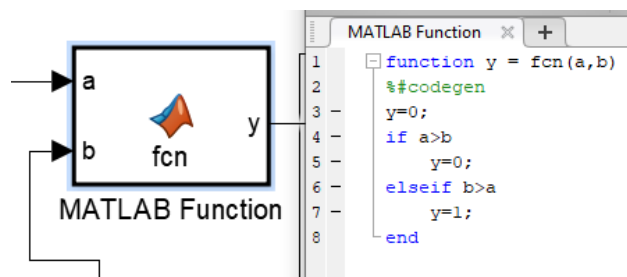 a
b
y
fcn
MATLAB Function
MATLAB Function
1 function y = fcn(a,b)
2 %#codegen
3 – y=0;
4 – if a>b
5 – y=0;
6 – elseif b>a
7 – y=1;
8 end